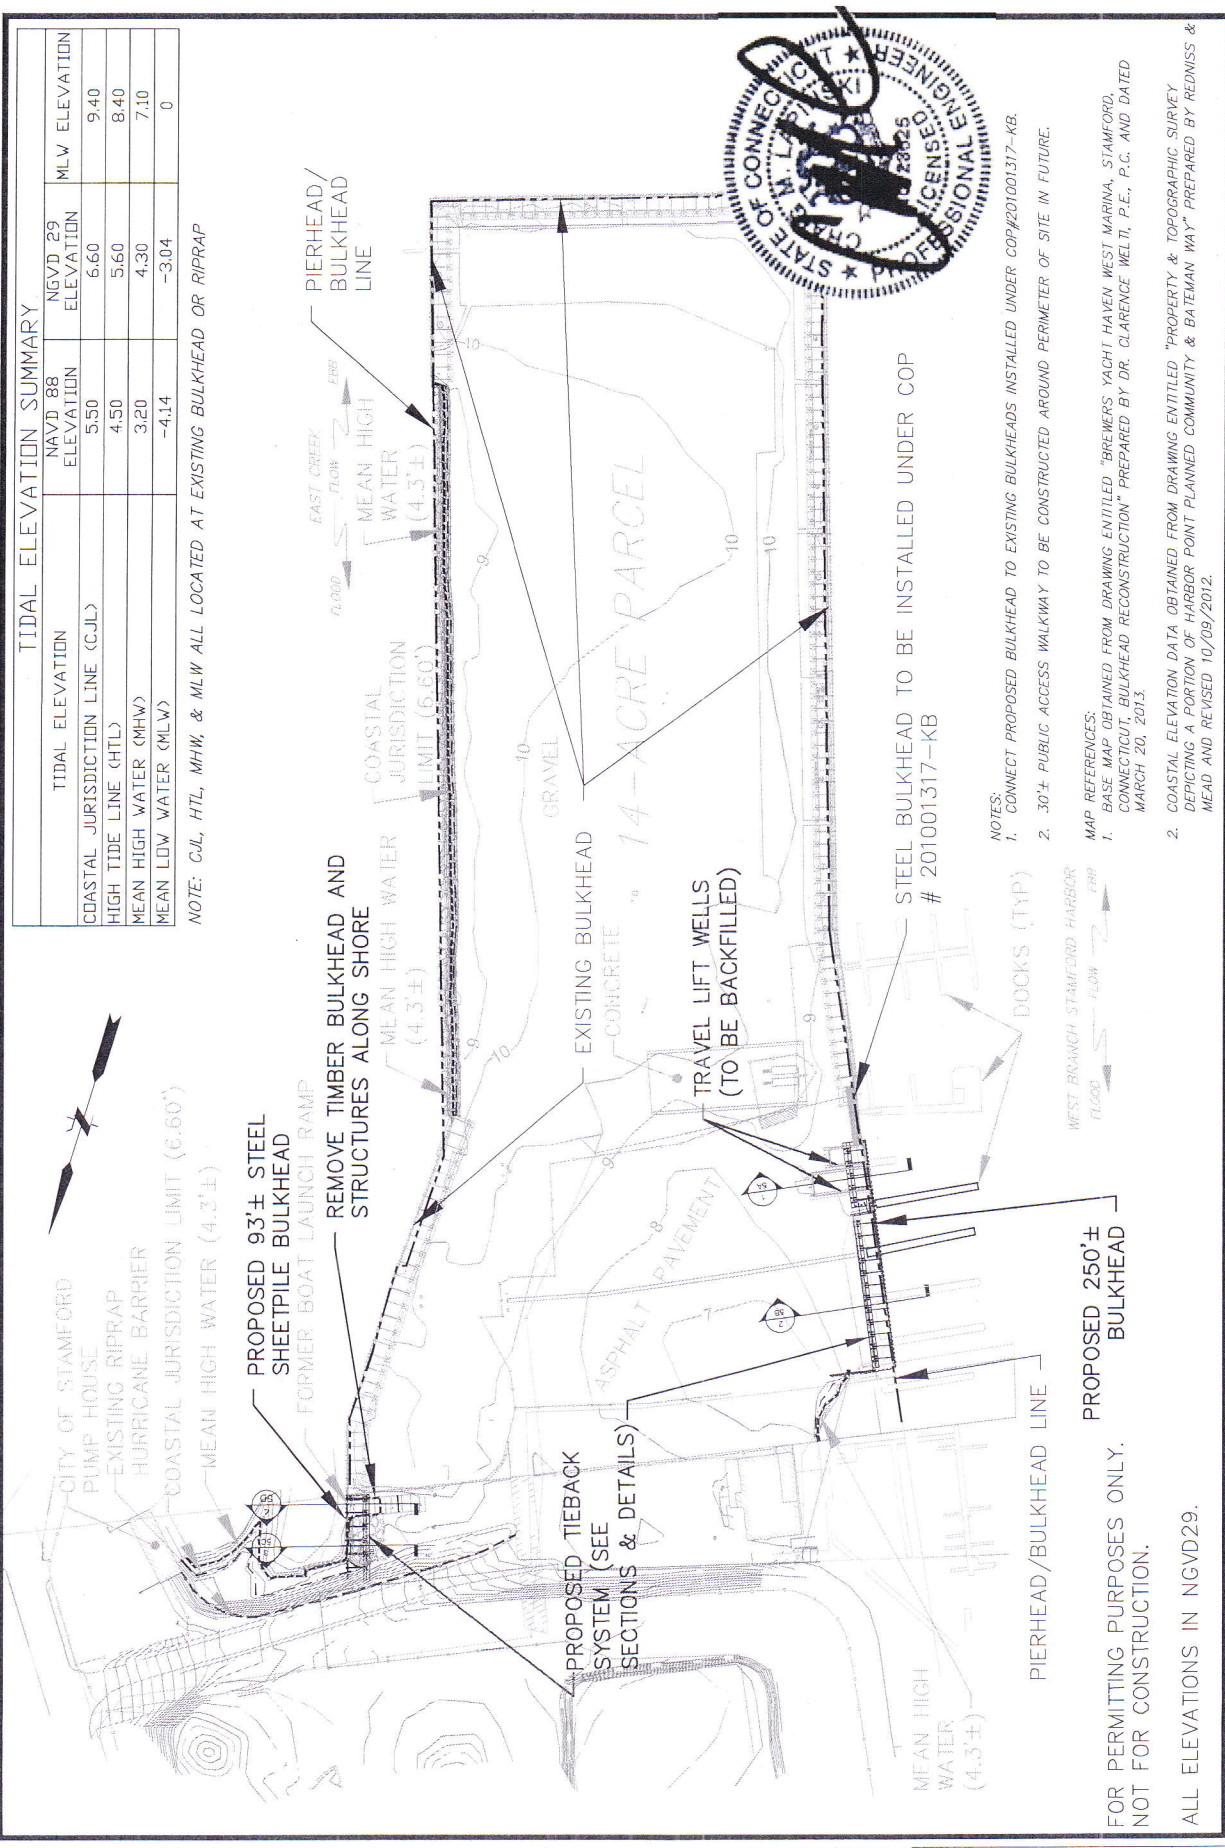 TIDAL ELEVATION SUMMARY
TIDAL ELEVATION
NAVD 88
ELEVATION
NGVD 29
ELEVATION
MLW ELEVATION
COASTAL JURISDICTION LINE (CJL) 5.50 6.60 9.40
HIGH TIDE LINE (HTL) 4.50 5.60 8.40
MEAN HIGH WATER (MHW) 3.20 4.30 7.10
MEAN LOW WATER (MLW) -4.14 -3.04 0
NOTE: CJL, HTL, MHW, & MLW ALL LOCATED AT EXISTING BULKHEAD OR RIPRAP
CITY OF STAMFORD
PUMP HOUSE
EXISTING RIPRAP
HURRICANE BARRIER
COASTAL JURISDICTION LIMIT (6.60')
MEAN HIGH WATER (4.3'±)
PROPOSED 93'± STEEL
SHEETPILE BULKHEAD
FORMER BOAT LAUNCH RAMP
REMOVE TIMBER BULKHEAD AND
STRUCTURES ALONG SHORE
MEAN HIGH WATER
(4.3'±)
COASTAL
JURISDICTION
LIMIT (6.60')
EAST CREEK
FLOOD
FLOW
EBB
MEAN HIGH
WATER
(4.3'±)
PIERHEAD/
BULKHEAD
LINE
10
9
10
9
10
10
10
GRAVEL
14-ACRE PARCEL
EXISTING BULKHEAD
CONCRETE
9
9
8
7
ASPHALT PAVEMENT
5A
5B
2
TRAVEL LIFT WELLS
(TO BE BACKFILLED)
STEEL BULKHEAD TO BE INSTALLED UNDER COP
# 201001317-KB
PROPOSED TIEBACK
SYSTEM (SEE
SECTIONS & DETAILS)
DOCKS (TYP)
WEST BRANCH STAMFORD HARBOR
FLOOD
FLOW
EBB
PROPOSED 250'±
BULKHEAD
PIERHEAD/BULKHEAD LINE
MEAN HIGH
WATER
(4.3'±)
FOR PERMITTING PURPOSES ONLY.
NOT FOR CONSTRUCTION.
ALL ELEVATIONS IN NGVD29.
NOTES:
1. CONNECT PROPOSED BULKHEAD TO EXISTING BULKHEADS INSTALLED UNDER COP#201001317-KB.
2. 30'± PUBLIC ACCESS WALKWAY TO BE CONSTRUCTED AROUND PERIMETER OF SITE IN FUTURE.
MAP REFERENCES:
1. BASE MAP OBTAINED FROM DRAWING ENTITLED "BREWERS YACHT HAVEN WEST MARINA, STAMFORD,
CONNECTICUT, BULKHEAD RECONSTRUCTION" PREPARED BY DR. CLARENCE WELTI, P.E., P.C. AND DATED
MARCH 20, 2013.
2. COASTAL ELEVATION DATA OBTAINED FROM DRAWING ENTITLED "PROPERTY & TOPOGRAPHIC SURVEY
DEPICTING A PORTION OF HARBOR POINT PLANNED COMMUNITY & BATEMAN WAY" PREPARED BY REDNISS &
MEAD AND REVISED 10/09/2012.
STATE OF CONNECTICUT
LICENSED
PROFESSIONAL ENGINEER